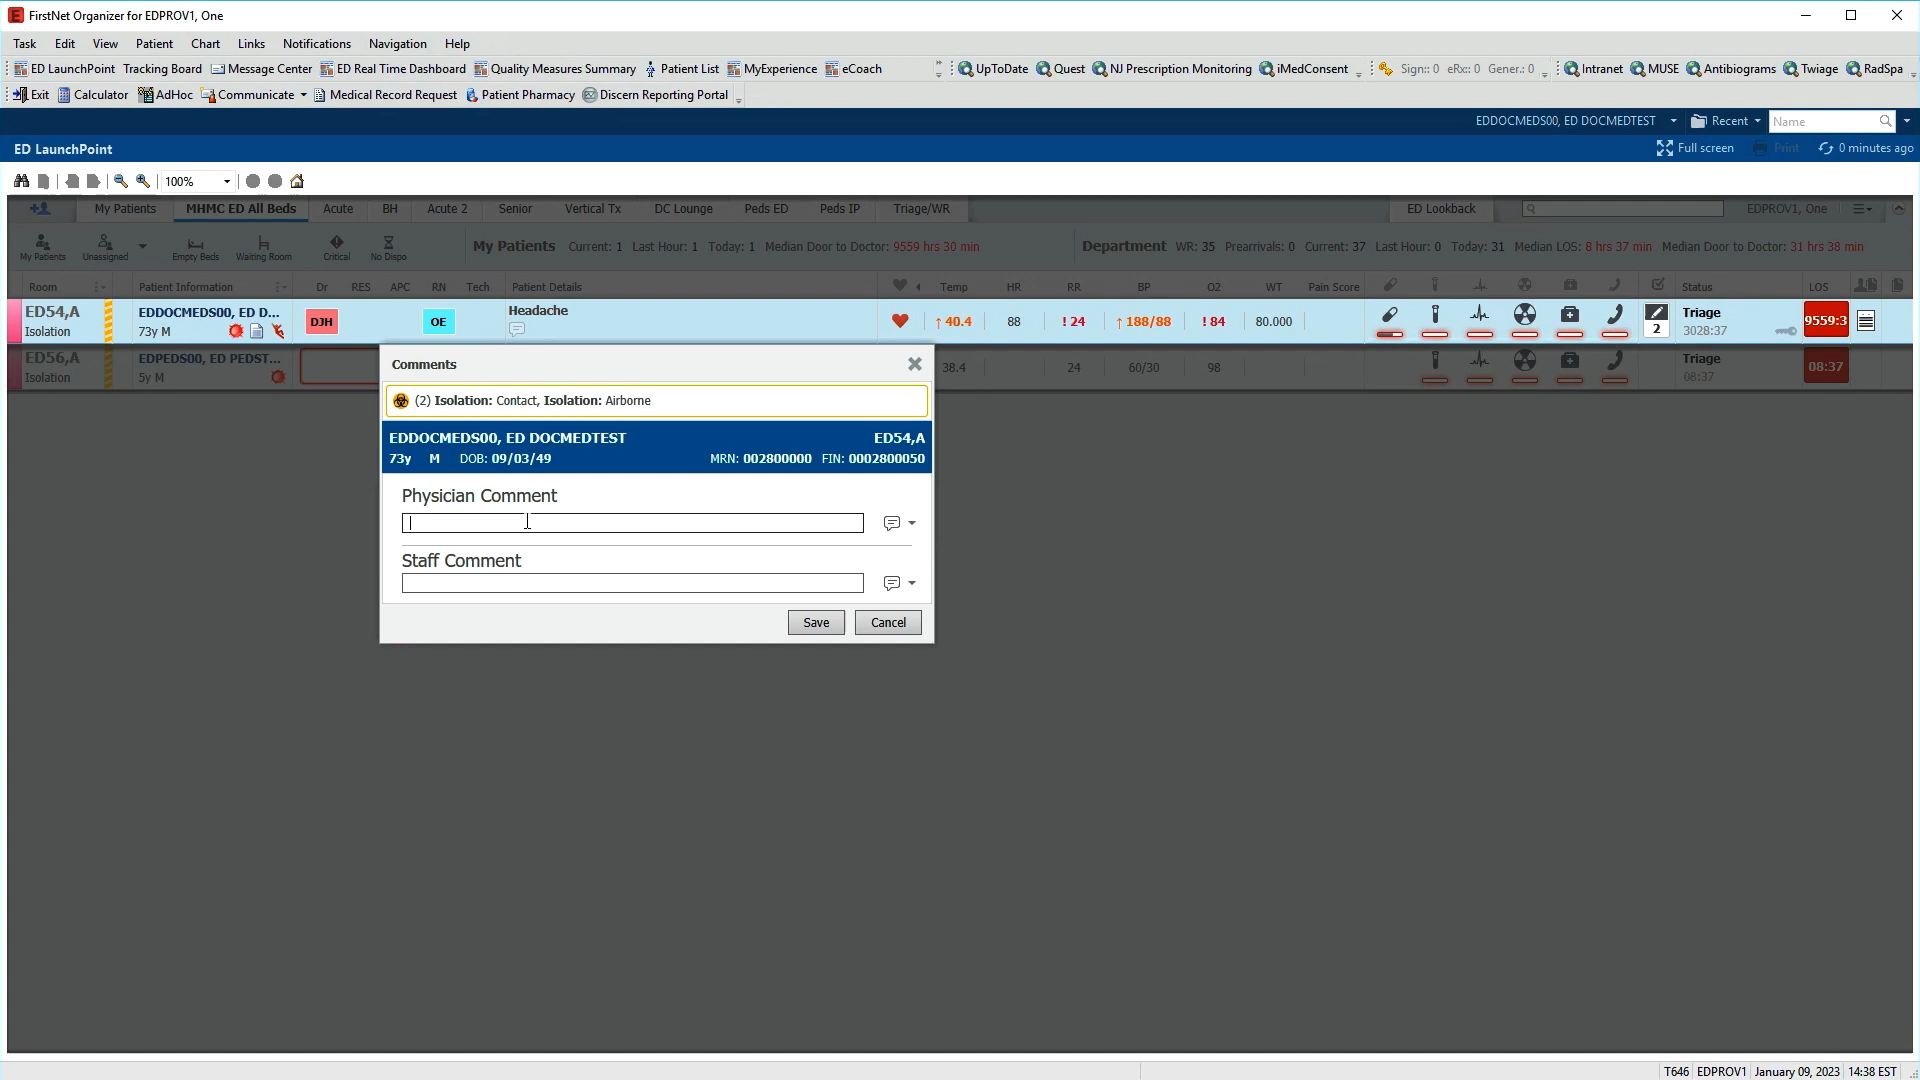 FirstNet Organizer for EDPROV1, One
Task Edit View Patient Chart Links Notifications Navigation Help
ED LaunchPoint Tracking Board Message Center ED Real Time Dashboard Quality Measures Summary Patient List MyExperience eCoach UpToDate Quest NJ Prescription Monitoring iMedConsent Sign:: 0 eRx:: 0 Gener.: 0 Intranet MUSE Antibiograms Twiage RadSpa
Exit Calculator AdHoc Communicate Medical Record Request Patient Pharmacy Discern Reporting Portal
EDDOCMEDS00, ED DOCMEDTEST Recent Name
ED LaunchPoint Full screen Print 0 minutes ago
100%
My Patients MHMC ED All Beds Acute BH Acute 2 Senior Vertical Tx DC Lounge Peds ED Peds IP Triage/WR ED Lookback EDPROV1, One
My Patients Unassigned Empty Beds Waiting Room Critical No Dispo My Patients Current: 1 Last Hour: 1 Today: 1 Median Door to Doctor: 9559 hrs 30 min Department WR: 35 Prearrivals: 0 Current: 37 Last Hour: 0 Today: 31 Median LOS: 8 hrs 37 min Median Door to Doctor: 31 hrs 38 min
Room Patient Information Dr RES APC RN Tech Patient Details Temp HR RR BP O2 WT Pain Score Status LOS
ED54,A EDDOCMEDS00, ED D... DJH OE Headache ↑ 40.4 88 ! 24 ↑ 188/88 ! 84 80.000 2 Triage 9559:3
Isolation 73y M 3028:37
ED56,A EDPEDS00, ED PEDST... 38.4 24 60/30 98 Triage 08:37
Isolation 5y M 08:37
Comments
(2) Isolation: Contact, Isolation: Airborne
EDDOCMEDS00, ED DOCMEDTEST ED54,A
73y M DOB: 09/03/49 MRN: 002800000 FIN: 0002800050
Physician Comment
Staff Comment
Save Cancel
T646 EDPROV1 January 09, 2023 14:38 EST